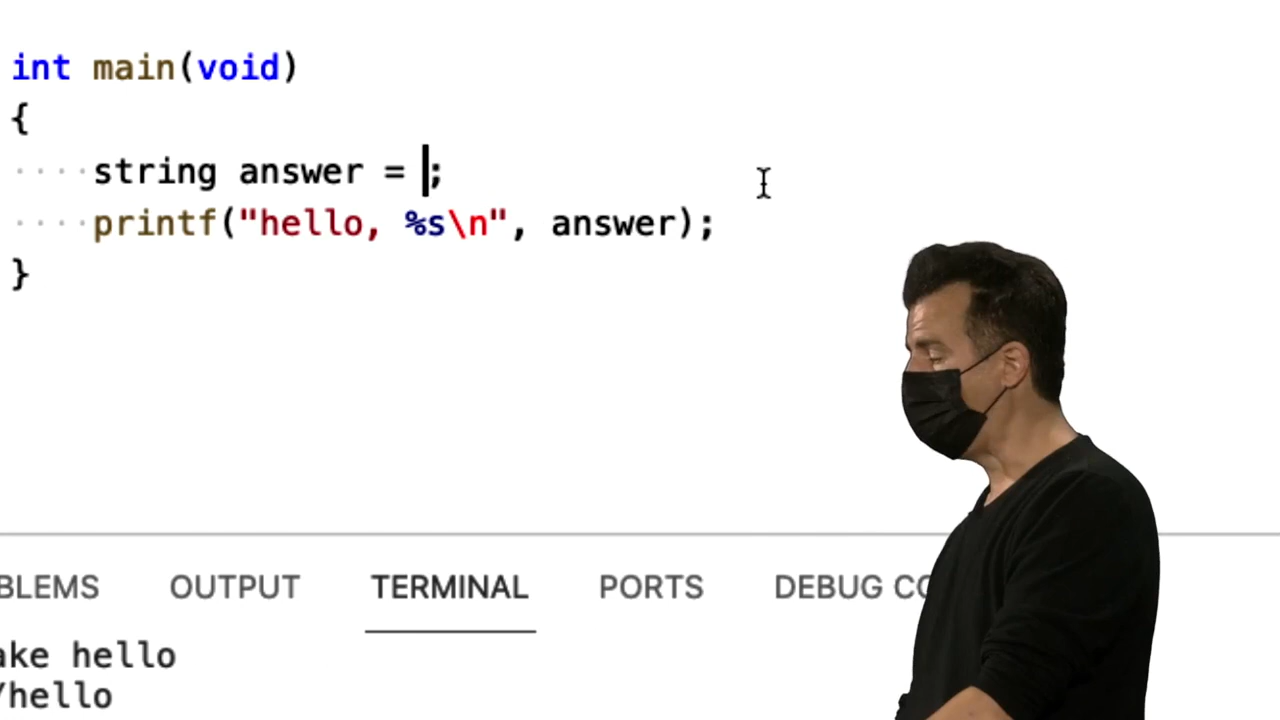 int main(void)
{
····string answer = ;
····printf("hello, %s\n", answer);
}
BLEMS OUTPUT TERMINAL PORTS DEBUG CO
ake hello
/hello